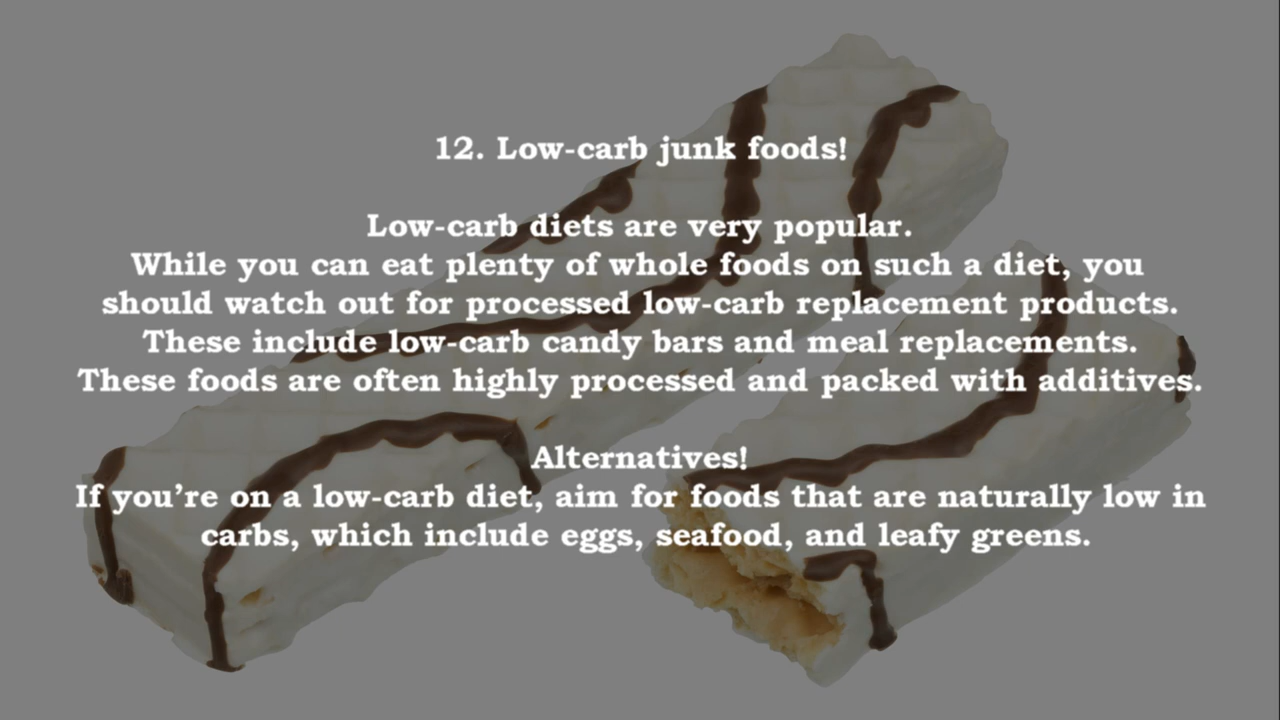 12. Low-carb junk foods!
Low-carb diets are very popular.
While you can eat plenty of whole foods on such a diet, you
should watch out for processed low-carb replacement products.
These include low-carb candy bars and meal replacements.
These foods are often highly processed and packed with additives.
Alternatives!
If you’re on a low-carb diet, aim for foods that are naturally low in
carbs, which include eggs, seafood, and leafy greens.